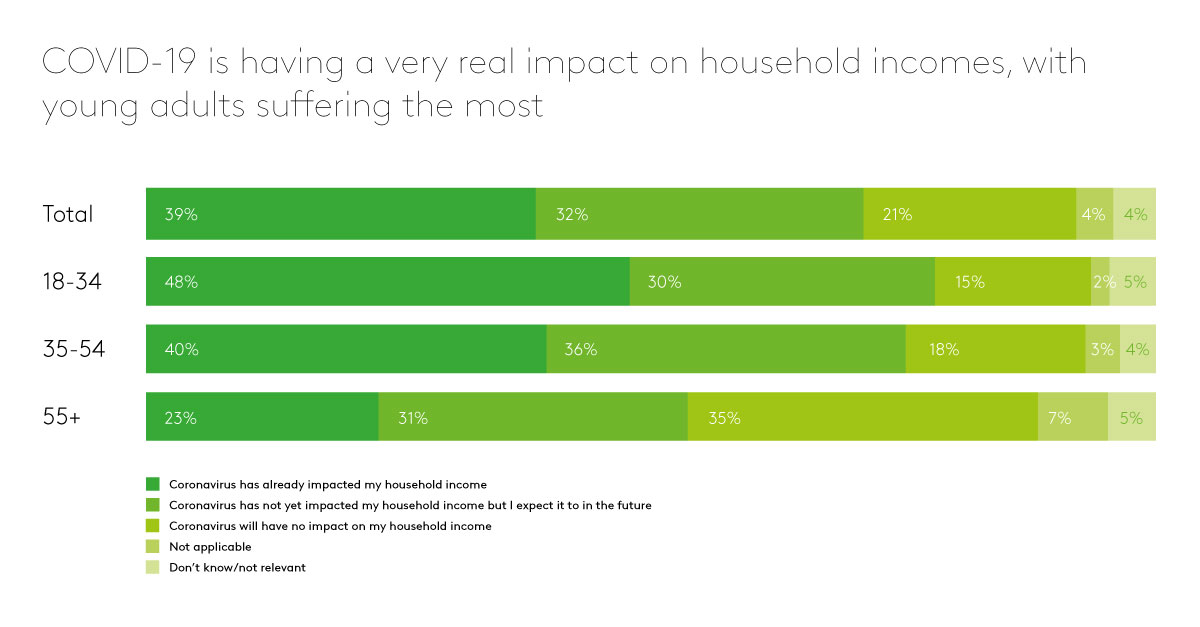 COVID-19 is having a very real impact on household incomes, with
young adults suffering the most
Total 39% 32% 21% 4% 4%
18-34 48% 30% 15% 2% 5%
35-54 40% 36% 18% 3% 4%
55+ 23% 31% 35% 7% 5%
Coronavirus has already impacted my household income
Coronavirus has not yet impacted my household income but I expect it to in the future
Coronavirus will have no impact on my household income
Not applicable
Don't know/not relevant